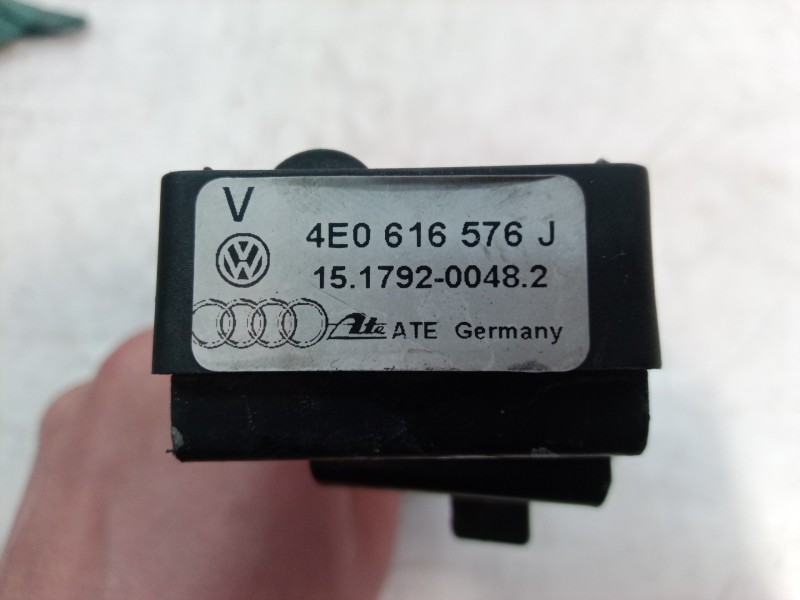 V
4E0 616 576 J
15.1792-0048.2
Ate ATE Germany